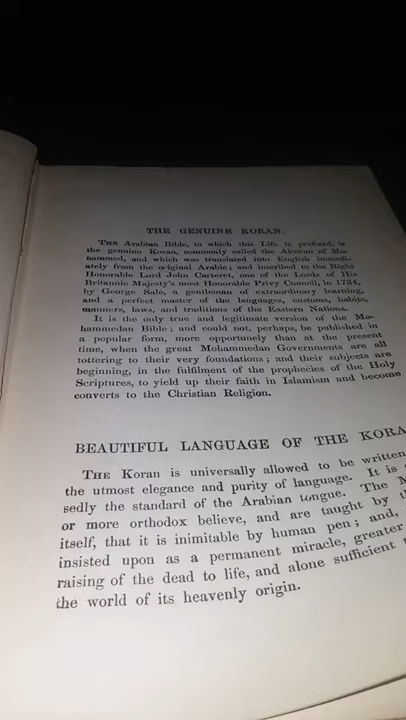 THE GENUINE KORAN.
THE Arabian Bible, to which this Life is prefixed, is
the genuine Koran, commonly called the Alcoran of Mo-
hammed, and which was translated into English immedi-
ately from the original Arabic; and inscribed to the Right
Honorable Lord John Carteret, one of the Lords of His
Britannic Majesty's most Honorable Privy Council, in 1734,
by George Sale, a gentleman of extraordinary learning,
and a perfect master of the languages, customs, habits,
manners, laws, and traditions of the Eastern Nations.
It is the only true and legitimate version of the Mo-
hammedan Bible; and could not, perhaps, be published in
a popular form, more opportunely than at the present
time, when the great Mohammedan Governments are all
tottering to their very foundations; and their subjects are
beginning, in the fulfilment of the prophecies of the Holy
Scriptures, to yield up their faith in Islamism and become
converts to the Christian Religion.
BEAUTIFUL LANGUAGE OF THE KORA
THE Koran is universally allowed to be written
the utmost elegance and purity of language. It is
sedly the standard of the Arabian tongue. The M
or more orthodox believe, and are taught by
itself, that it is inimitable by human pen; and,
insisted upon as a permanent miracle, greater
raising of the dead to life, and alone sufficient
the world of its heavenly origin.